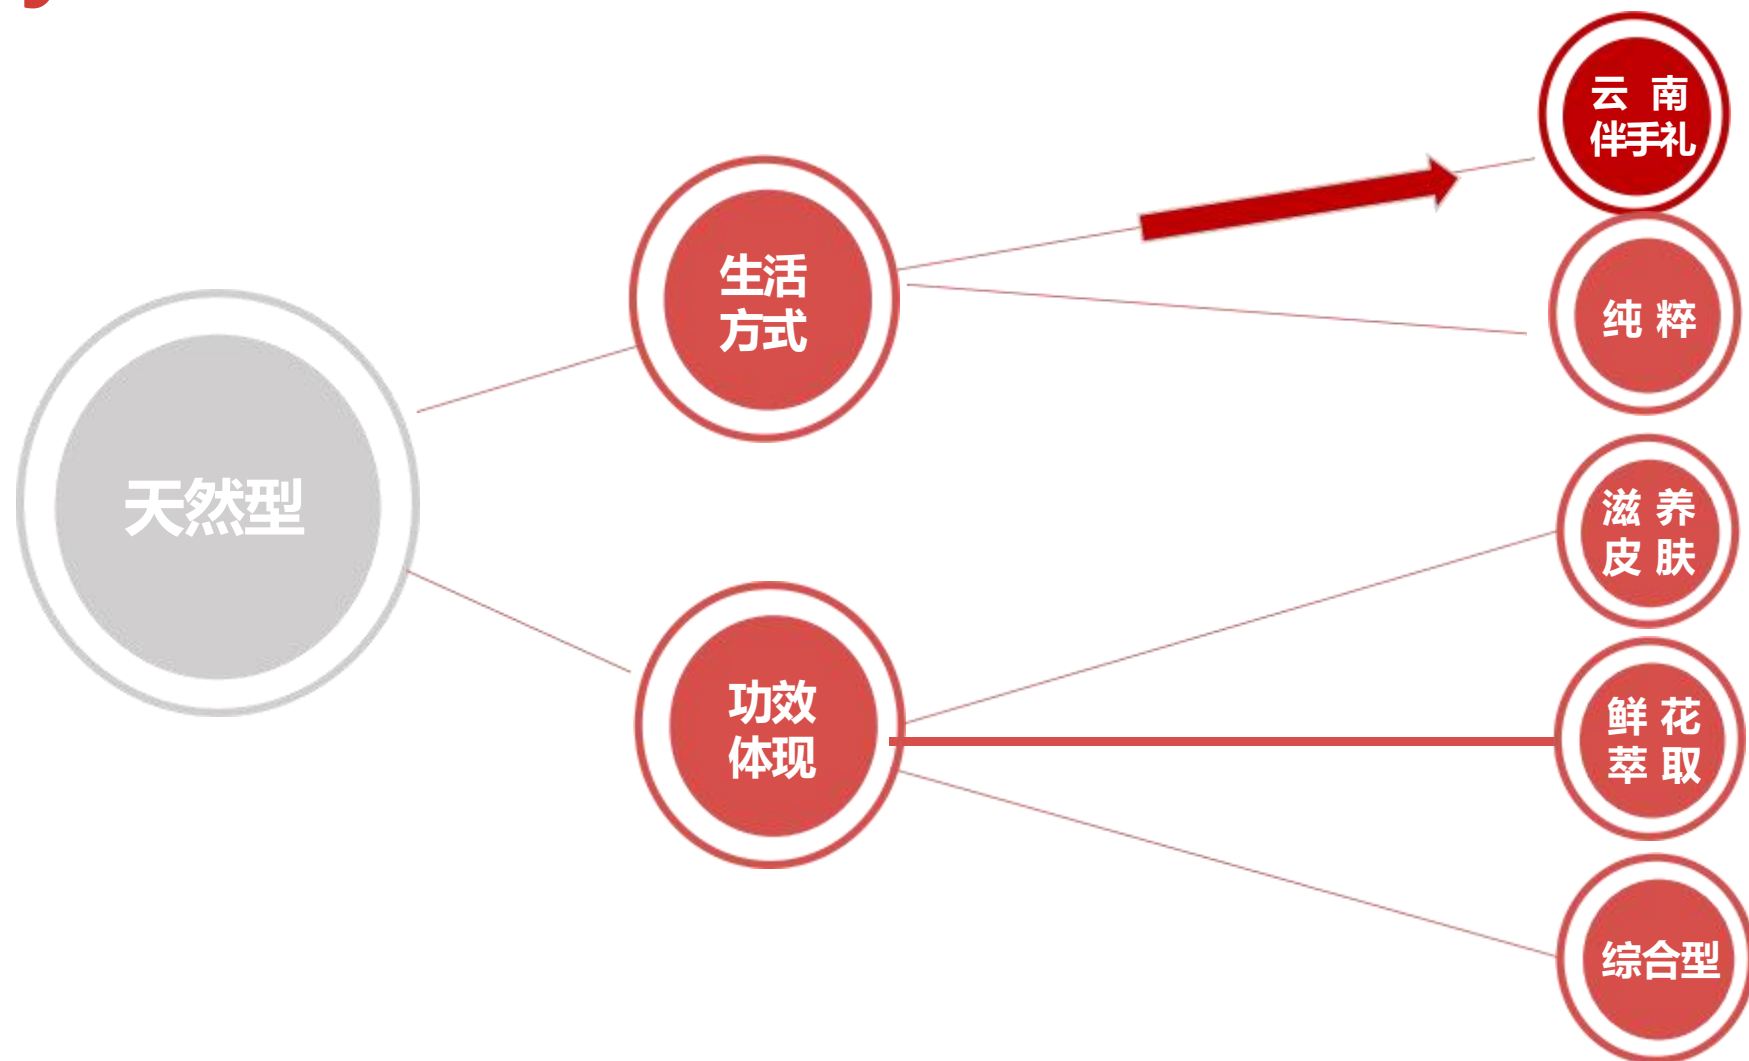 云 南
伴手礼
生活
方式
纯 粹
天然型
滋 养
皮 肤
功效
体现
鲜 花
萃 取
综合型